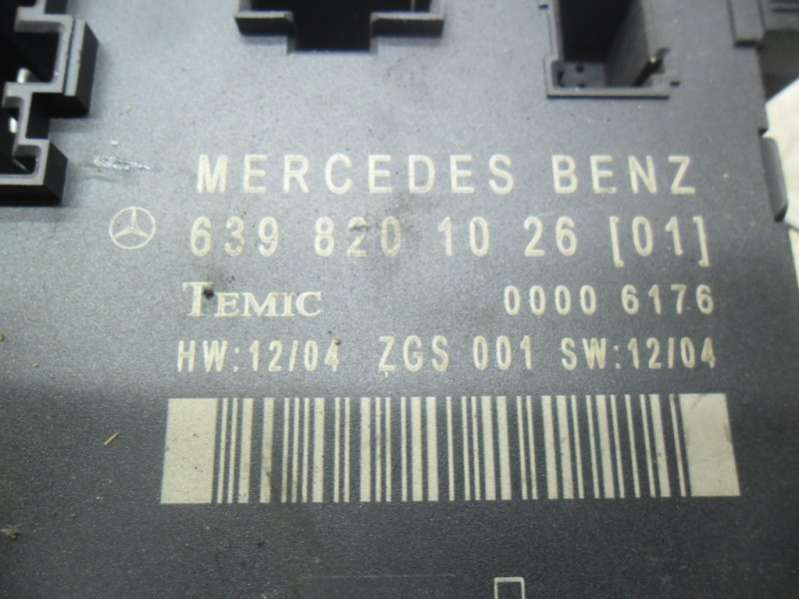 MERCEDES BENZ
639 820 10 26 [01]
TEMIC 0000 6176
HW:12/04 ZGS 001 SW:12/04